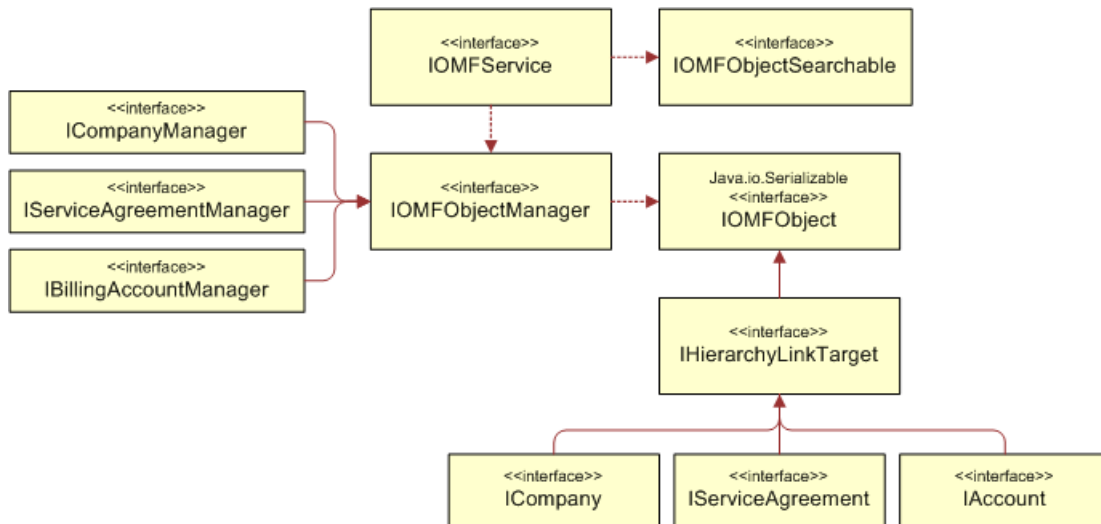 <<interface>>
IOMFService
<<interface>>
IOMFObjectSearchable
<<interface>>
ICompanyManager
<<interface>>
IServiceAgreementManager
<<interface>>
IBillingAccountManager
<<interface>>
IOMFObjectManager
Java.io.Serializable
<<interface>>
IOMFObject
<<interface>>
IHierarchyLinkTarget
<<interface>>
ICompany
<<interface>>
IServiceAgreement
<<interface>>
IAccount